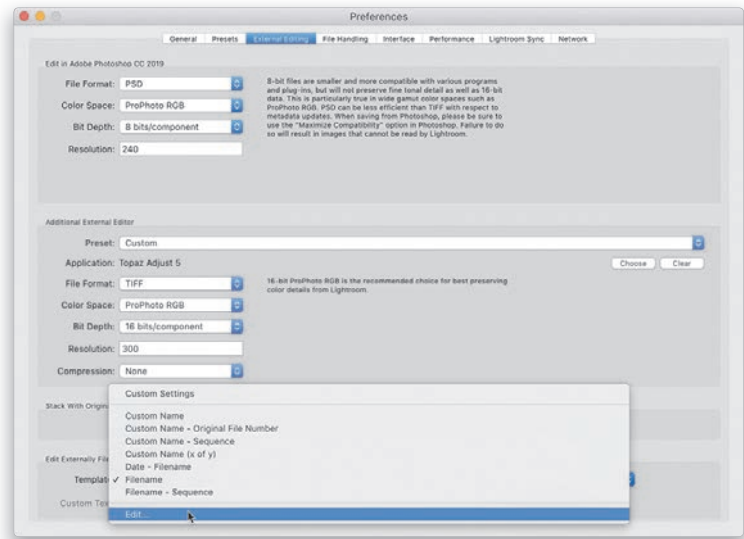 Preferences
General Presets External Editing File Handling Interface Performance Lightroom Sync Network
Edit in Adobe Photoshop CC 2019
File Format: PSD
Color Space: ProPhoto RGB
Bit Depth: 8 bits/component
Resolution: 240
8-bit files are smaller and more compatible with various programs
and plug-ins, but will not preserve fine tonal detail as well as 16-bit
data. This is particularly true in wide gamut color spaces such as
ProPhoto RGB. PSD can be less efficient than TIFF with respect to
metadata updates. When saving from Photoshop, please be sure to
use the "Maximize Compatibility" option in Photoshop. Failure to do
so will result in images that cannot be read by Lightroom.
Additional External Editor
Preset: Custom
Application: Topaz Adjust 5
Choose Clear
File Format: TIFF
Color Space: ProPhoto RGB
Bit Depth: 16 bits/component
Resolution: 300
Compression: None
16-bit ProPhoto RGB is the recommended choice for best preserving
color details from Lightroom.
Stack With Origin
Edit Externally File
Templat
Custom Tex
Custom Settings
Custom Name
Custom Name - Original File Number
Custom Name - Sequence
Custom Name (x of y)
Date - Filename
✓ Filename
Filename - Sequence
Edit...